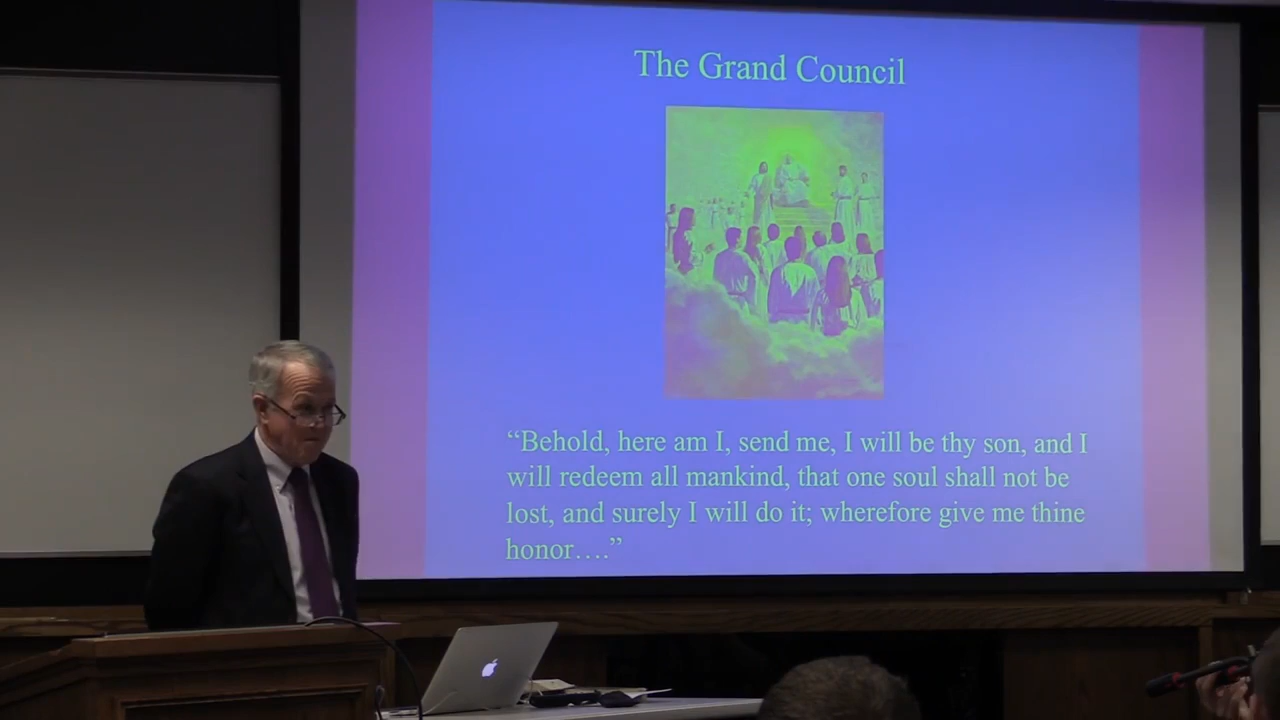 The Grand Council
“Behold, here am I, send me, I will be thy son, and I
will redeem all mankind, that one soul shall not be
lost, and surely I will do it; wherefore give me thine
honor….”